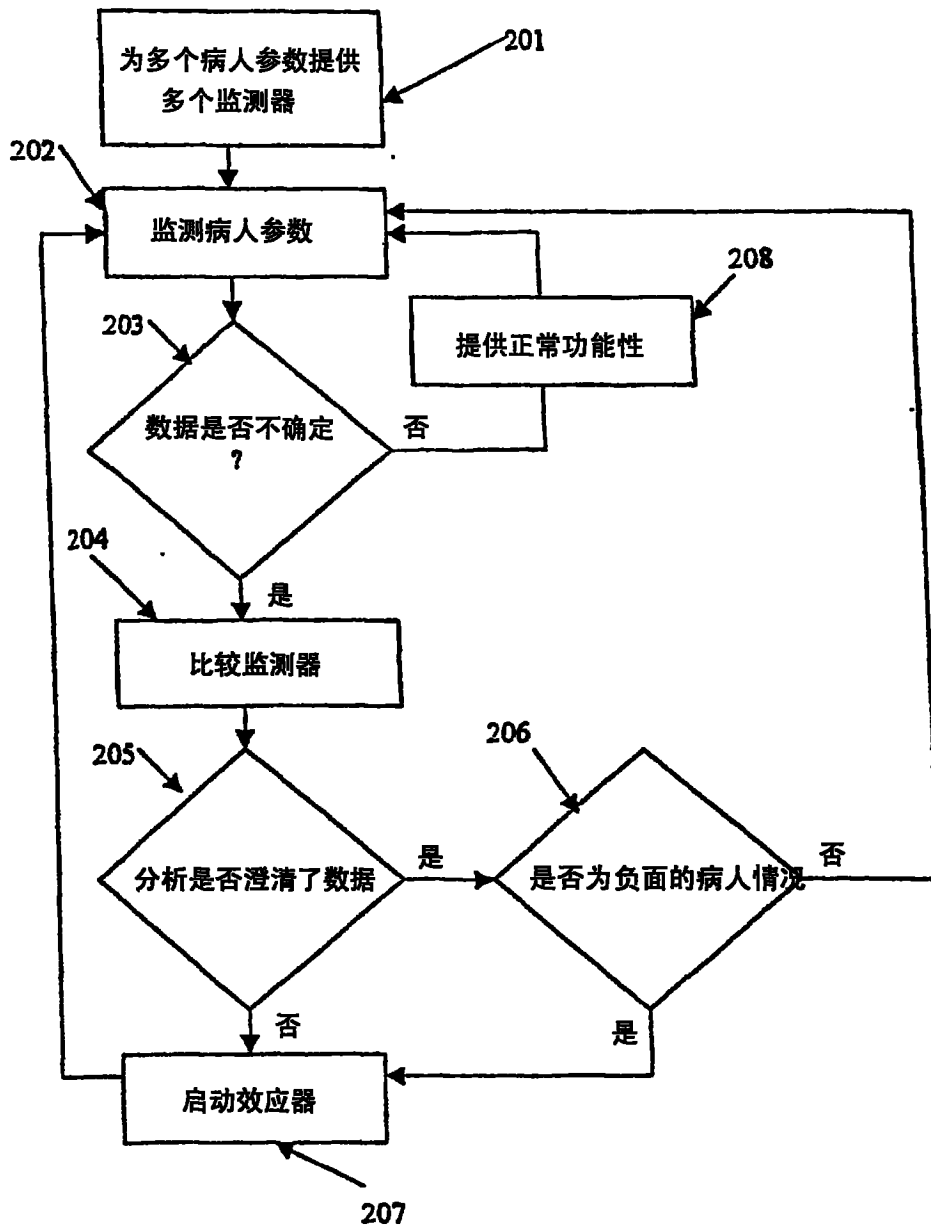 为多个病人参数提供
多个监测器
201
202
监测病人参数
208
提供正常功能性
203
数据是否不确定
?
否
是
204
比较监测器
205
分析是否澄清了数据
是
206
是否为负面的病人情况
否
否
是
启动效应器
207